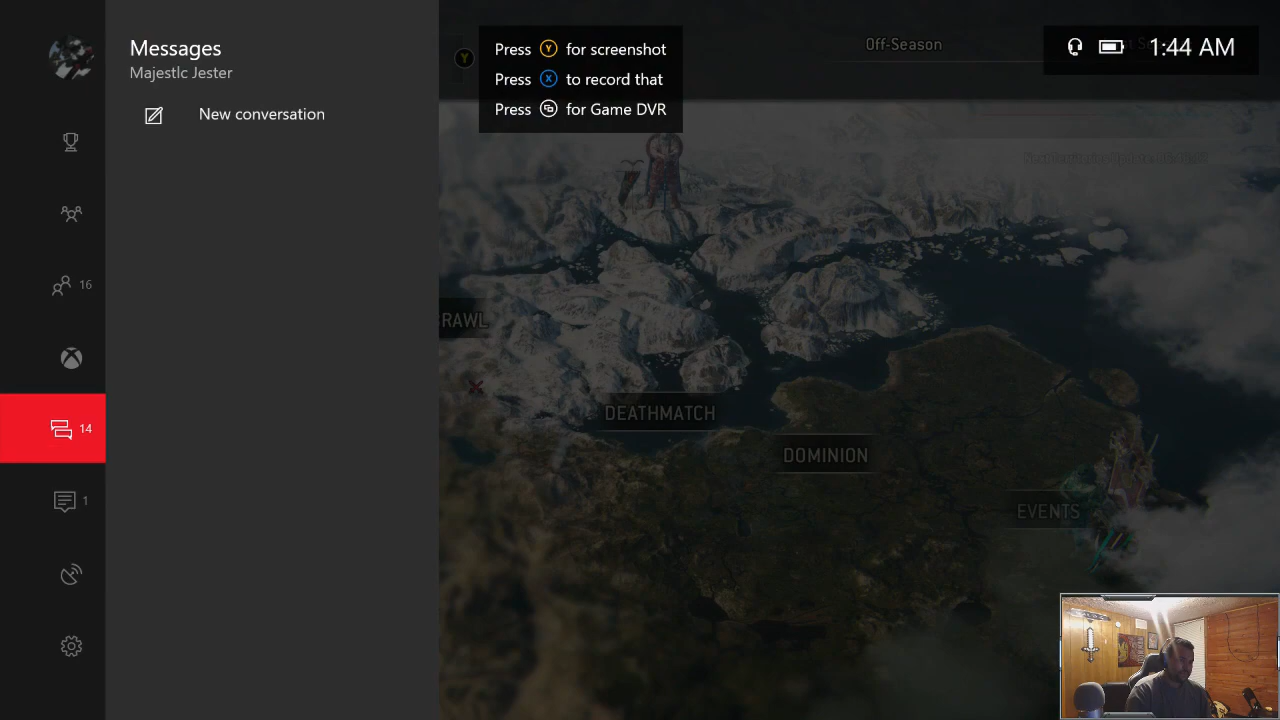 Messages
Majestlc Jester
New conversation
16
14
1
Y
Press Y for screenshot
Press X to record that
Press for Game DVR
Off-Season
1:44 AM
RAWL
DEATHMATCH
DOMINION
EVENTS